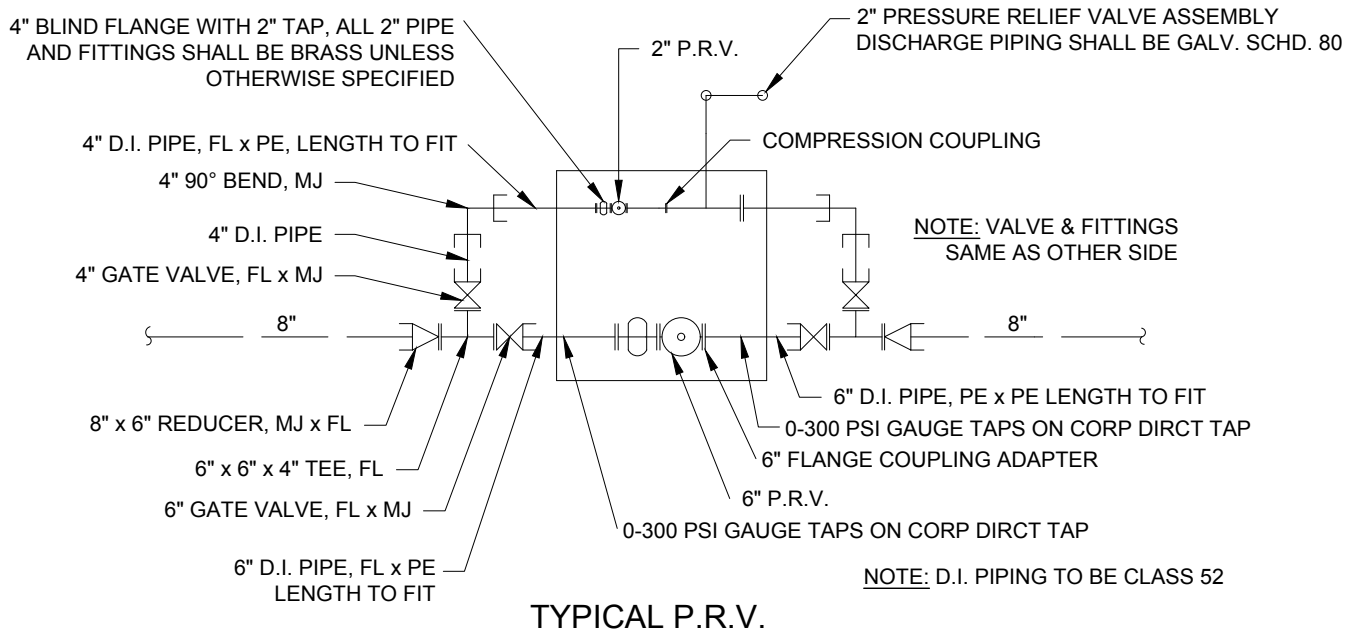 4" BLIND FLANGE WITH 2" TAP, ALL 2" PIPE
AND FITTINGS SHALL BE BRASS UNLESS
OTHERWISE SPECIFIED
2" P.R.V.
2" PRESSURE RELIEF VALVE ASSEMBLY
DISCHARGE PIPING SHALL BE GALV. SCHD. 80
4" D.I. PIPE, FL x PE, LENGTH TO FIT
COMPRESSION COUPLING
4" 90° BEND, MJ
4" D.I. PIPE
NOTE: VALVE & FITTINGS
SAME AS OTHER SIDE
4" GATE VALVE, FL x MJ
8"
8"
8" x 6" REDUCER, MJ x FL
6" D.I. PIPE, PE x PE LENGTH TO FIT
0-300 PSI GAUGE TAPS ON CORP DIRCT TAP
6" x 6" x 4" TEE, FL
6" FLANGE COUPLING ADAPTER
6" P.R.V.
6" GATE VALVE, FL x MJ
0-300 PSI GAUGE TAPS ON CORP DIRCT TAP
6" D.I. PIPE, FL x PE
LENGTH TO FIT
NOTE: D.I. PIPING TO BE CLASS 52
TYPICAL P.R.V.